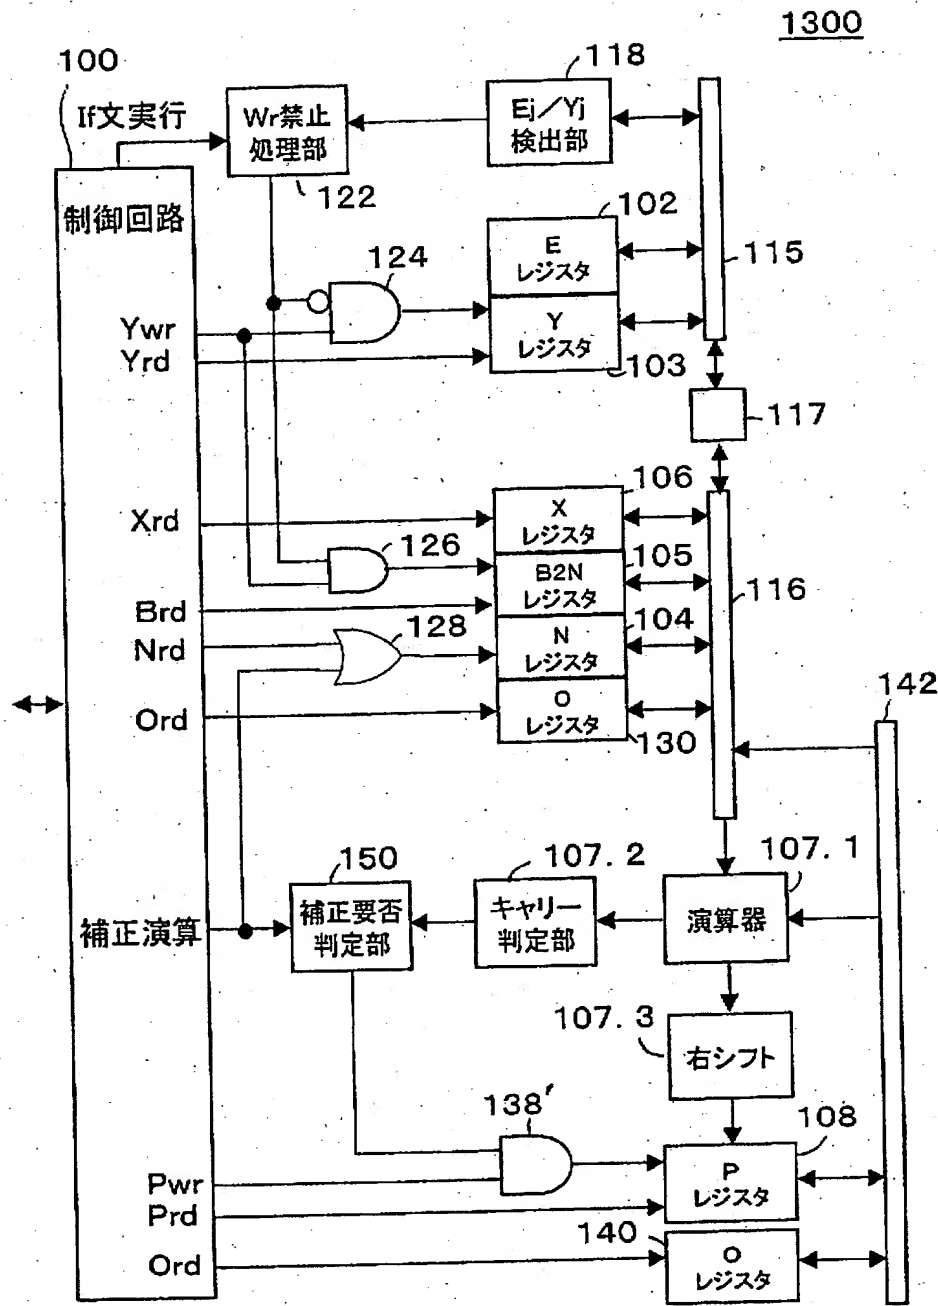 1300
100
118
If文実行
Wr禁止
処理部
Ej／Yj
検出部
122
制御回路
102
124
E
レジスタ
115
Ywr
Y
レジスタ
Yrd
103
117
106
Xrd
X
レジスタ
126
105
B2N
レジスタ
116
Brd
128
104
Nrd
N
レジスタ
142
Ord
O
レジスタ
130
150
107. 2
107. 1
補正演算
補正要否
判定部
キャリー
判定部
演算器
107. 3
右シフト
138'
108
Pwr
P
レジスタ
Prd
140
Ord
O
レジスタ